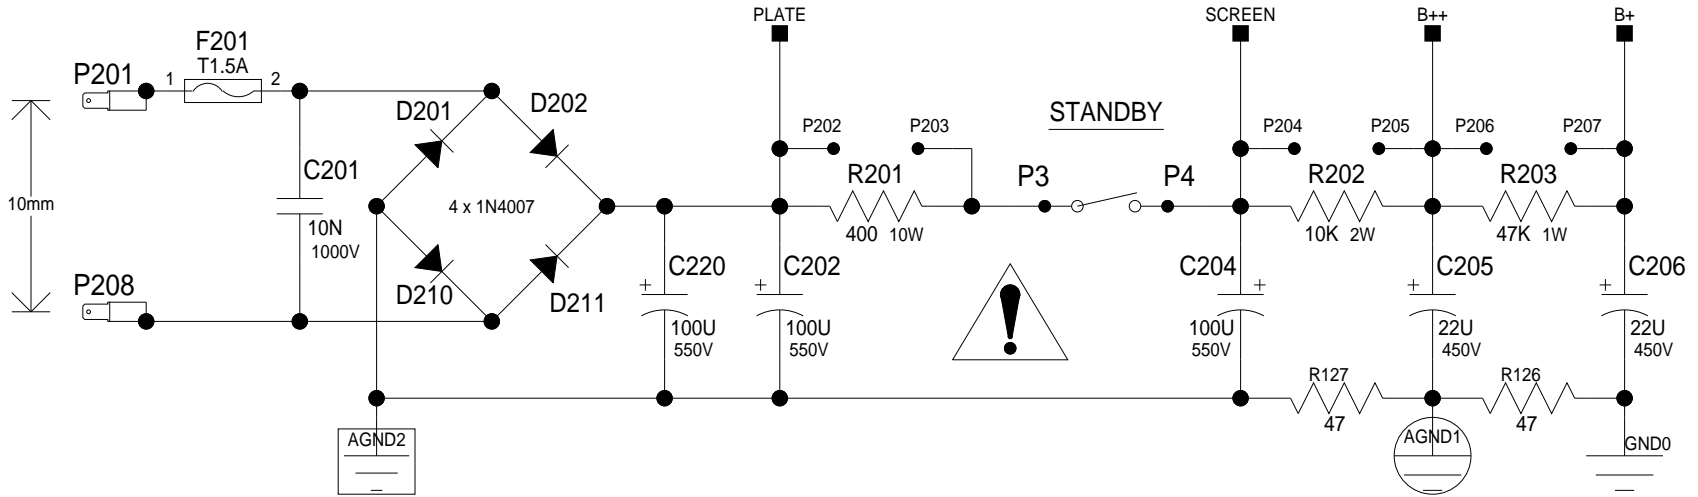 PLATE
SCREEN
B++
B+
F201
T1.5A
P201
1
2
D201
D202
STANDBY
P202
P203
P204
P205
P206
P207
C201
10N
1000V
R201
400 10W
P3
P4
R202
10K 2W
R203
47K 1W
10mm
4 x 1N4007
P208
D210
D211
C220
+
100U
550V
C202
+
100U
550V
!
C204
+
100U
550V
C205
+
22U
450V
C206
+
22U
450V
R127
47
R126
47
AGND2
AGND1
GND0